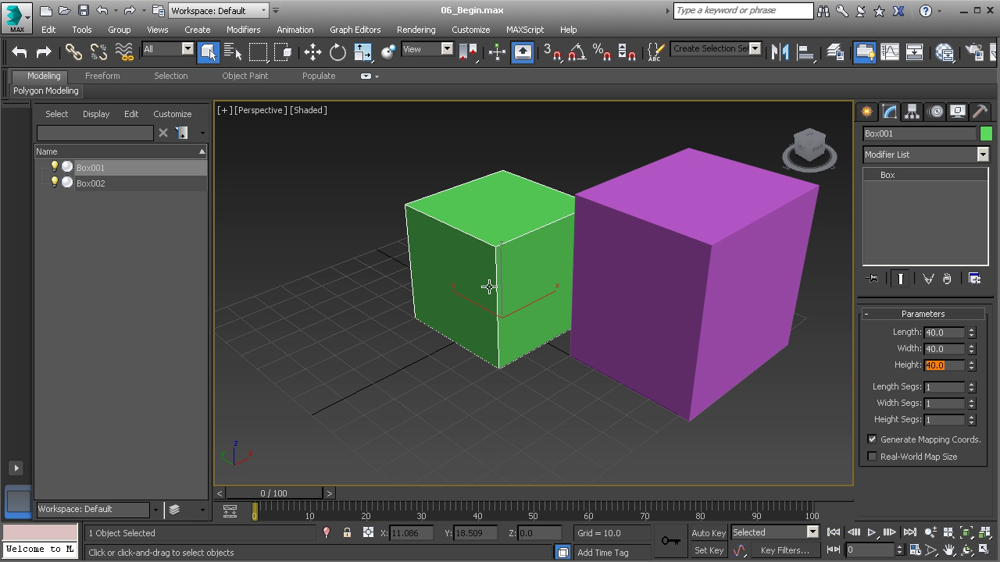 06_Begin.max
Workspace: Default
Type a keyword or phrase
MAX
Edit Tools Group Views Create Modifiers Animation Graph Editors Rendering Customize MAXScript Help
All View Create Selection Se
Modeling Freeform Selection Object Paint Populate
Polygon Modeling
Select Display Edit Customize
Name
Box001
Box002
[+] [Perspective] [Shaded]
x x
z
y x
Box001
Modifier List
Box
- Parameters
Length: 40.0
Width: 40.0
Height: 40.0
Length Segs: 1
Width Segs: 1
Height Segs: 1
Generate Mapping Coords.
Real-World Map Size
< 0 / 100 >
Workspace: Default
0 10 20 30 40 50 60 70 80 90 100
1 Object Selected X: 11.086 Y: 18.509 Z: 0.0 Grid = 10.0 Auto Key Selected
Welcome to M
Click or click-and-drag to select objects Add Time Tag Set Key Key Filters... 0